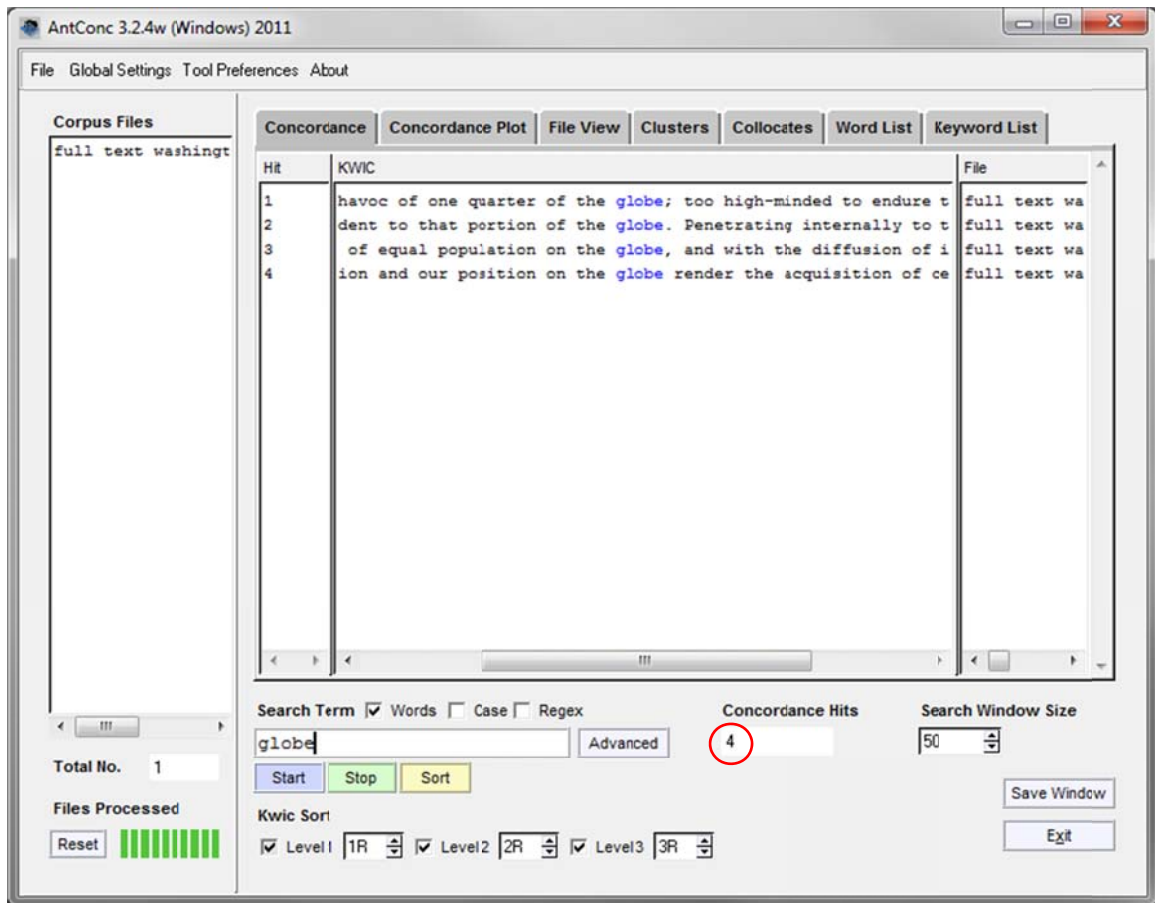 AntConc 3.2.4w (Windows) 2011
File Global Settings Tool Preferences About
Corpus Files
full text washingt
Concordance Concordance Plot File View Clusters Collocates Word List Keyword List
Hit KWIC File
1 havoc of one quarter of the globe; too high-minded to endure t full text wa
2 dent to that portion of the globe. Penetrating internally to t full text wa
3 of equal population on the globe, and with the diffusion of i full text wa
4 ion and our position on the globe render the acquisition of ce full text wa
Search Term Words Case Regex Concordance Hits Search Window Size
globe Advanced 4 50
Total No. 1
Start Stop Sort
Save Window
Files Processed
Kwic Sort
Reset
Level 1 1R Level 2 2R Level 3 3R
Exit